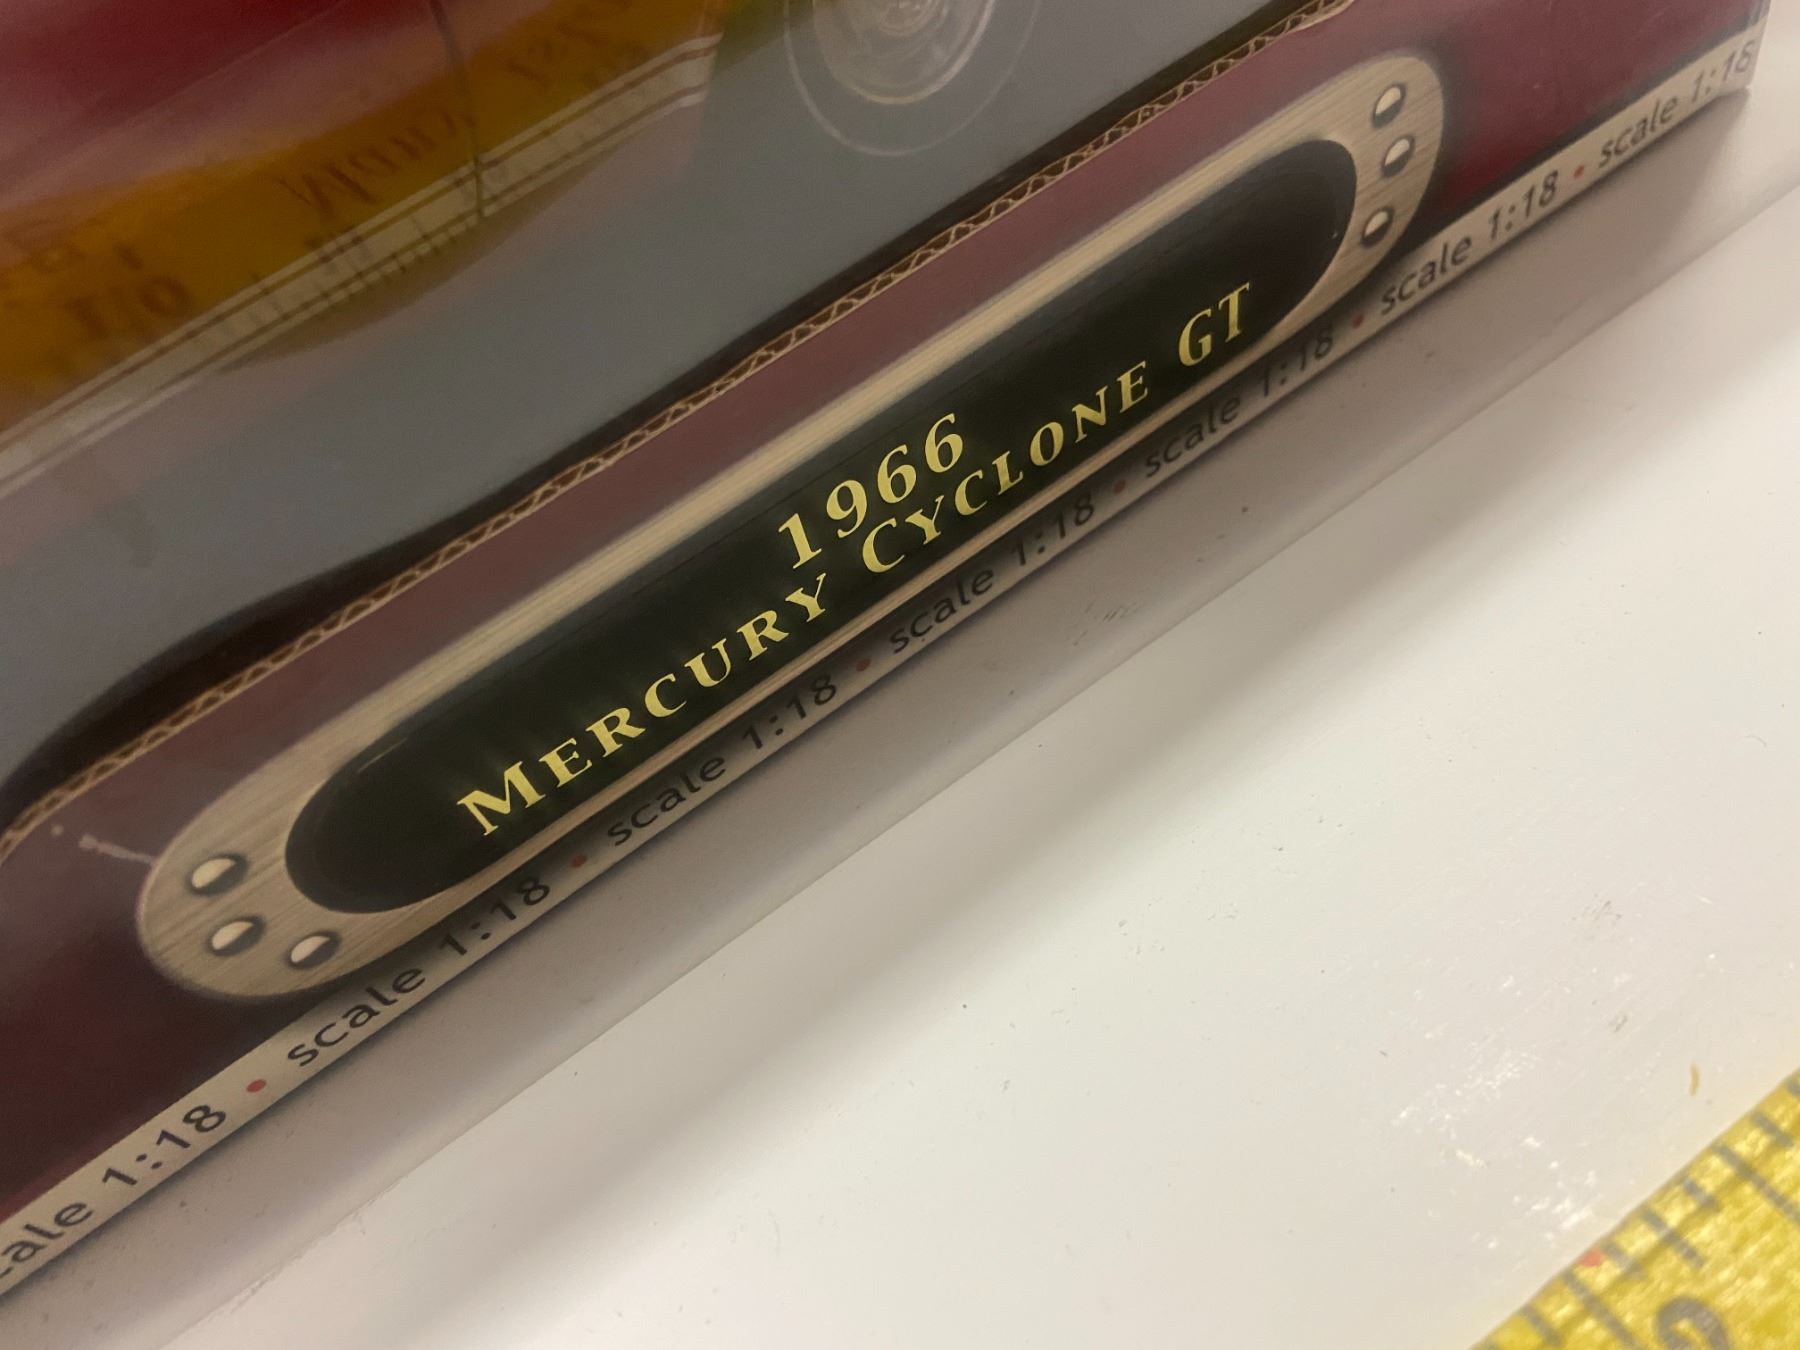 1966
MERCURY CYCLONE GT
scale 1:18 • scale 1:18 • scale 1:18 • scale 1:18 • scale 1:18 • scale 1:18 • scale 1:18